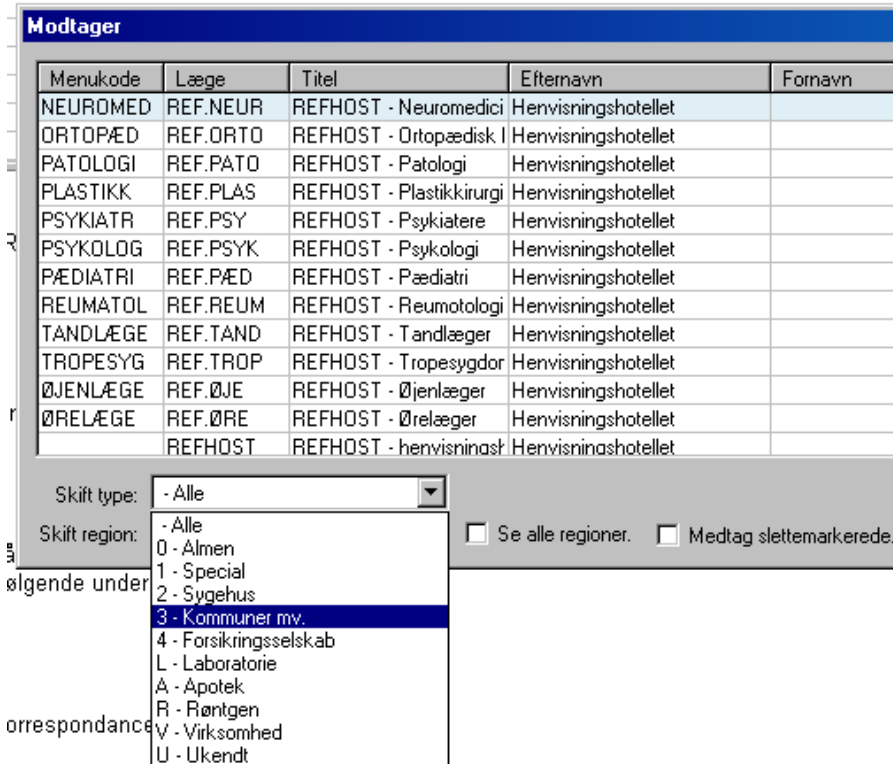 Modtager
Menukode Læge Titel Efternavn Fornavn
NEUROMED REF.NEUR REFHOST - Neuromedici Henvisningshotellet
ORTOPÆD REF.ORTO REFHOST - Ortopædisk l Henvisningshotellet
PATOLOGI REF.PATO REFHOST - Patologi Henvisningshotellet
PLASTIKK REF.PLAS REFHOST - Plastikkirurgi Henvisningshotellet
PSYKIATR REF.PSY REFHOST - Psykiatere Henvisningshotellet
PSYKOLOG REF.PSYK REFHOST - Psykologi Henvisningshotellet
PÆDIATRI REF.PÆD REFHOST - Pædiatri Henvisningshotellet
REUMATOL REF.REUM REFHOST - Reumotologi Henvisningshotellet
TANDLÆGE REF.TAND REFHOST - Tandlæger Henvisningshotellet
TROPESYG REF.TROP REFHOST - Tropesygdor Henvisningshotellet
ØJENLÆGE REF.ØJE REFHOST - Øjenlæger Henvisningshotellet
ØRELÆGE REF.ØRE REFHOST - Ørelæger Henvisningshotellet
REFHOST REFHOST - henvisningsh Henvisningshotellet
Skift type: - Alle
Skift region: Se alle regioner. Medtag slettemarkerede.
- Alle
0 - Almen
1 - Special
2 - Sygehus
3 - Kommuner mv.
4 - Forsikringsselskab
L - Laboratorie
A - Apotek
R - Røntgen
V - Virksomhed
U - Ukendt
ølgende under
orrespondance